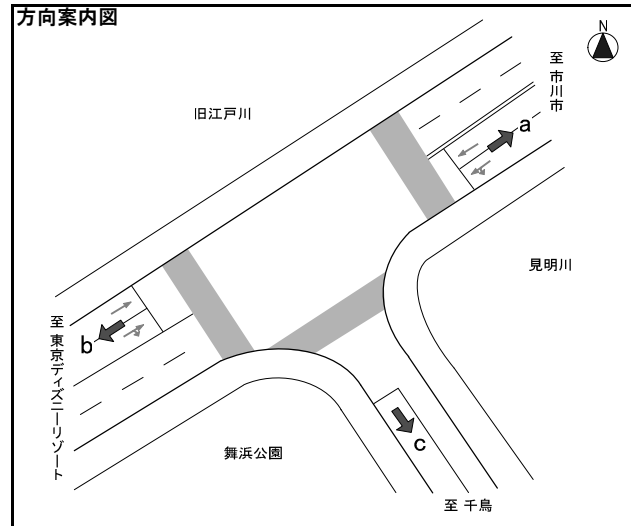 方向案内図
N
至 市川市
旧江戸川
a
見明川
至 東京ディズニーリゾート
b
舞浜公園
c
至 千鳥